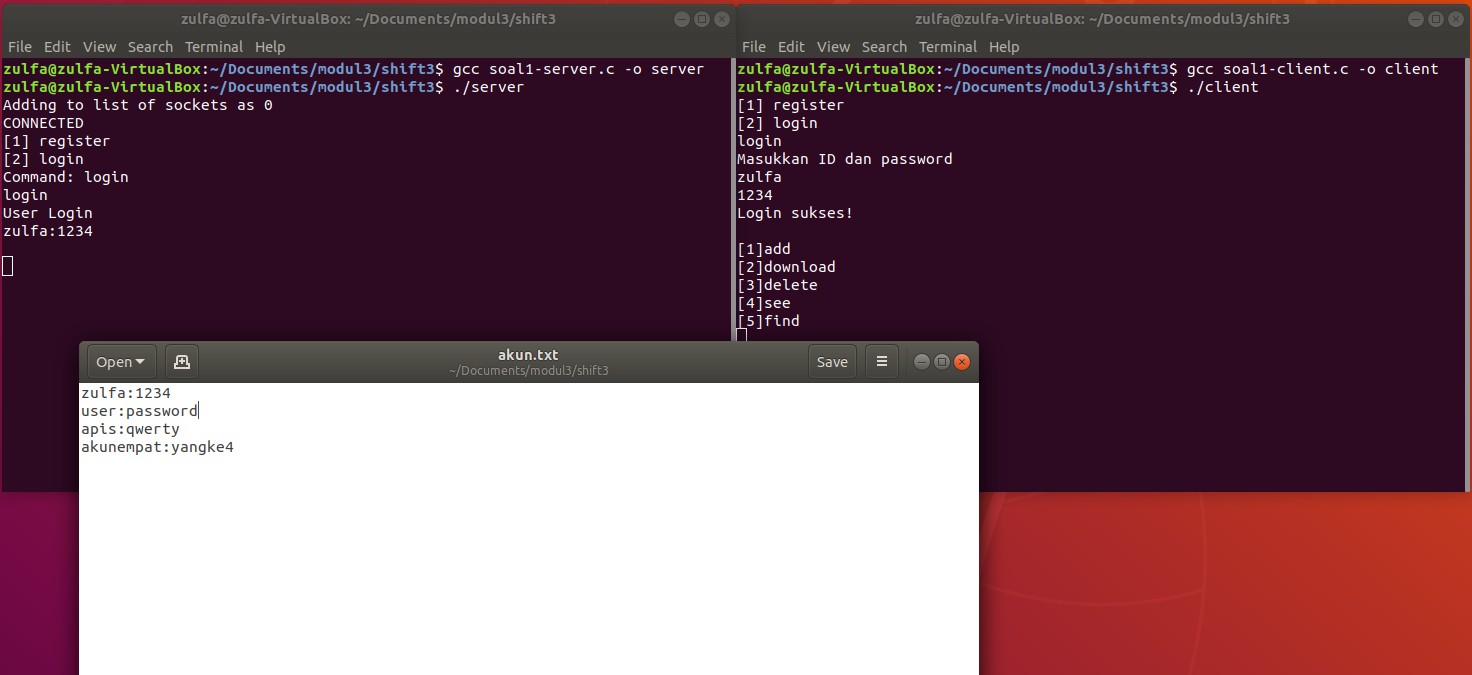 zulfa@zulfa-VirtualBox: ~/Documents/modul3/shift3
File Edit View Search Terminal Help
zulfa@zulfa-VirtualBox:~/Documents/modul3/shift3$ gcc soal1-server.c -o server
zulfa@zulfa-VirtualBox:~/Documents/modul3/shift3$ ./server
Adding to list of sockets as 0
CONNECTED
[1] register
[2] login
Command: login
login
User Login
zulfa:1234
zulfa@zulfa-VirtualBox: ~/Documents/modul3/shift3
File Edit View Search Terminal Help
zulfa@zulfa-VirtualBox:~/Documents/modul3/shift3$ gcc soal1-client.c -o client
zulfa@zulfa-VirtualBox:~/Documents/modul3/shift3$ ./client
[1] register
[2] login
login
Masukkan ID dan password
zulfa
1234
Login sukses!
[1]add
[2]download
[3]delete
[4]see
[5]find
Open
akun.txt
~/Documents/modul3/shift3
Save
zulfa:1234
user:password
apis:qwerty
akunempat:yangke4